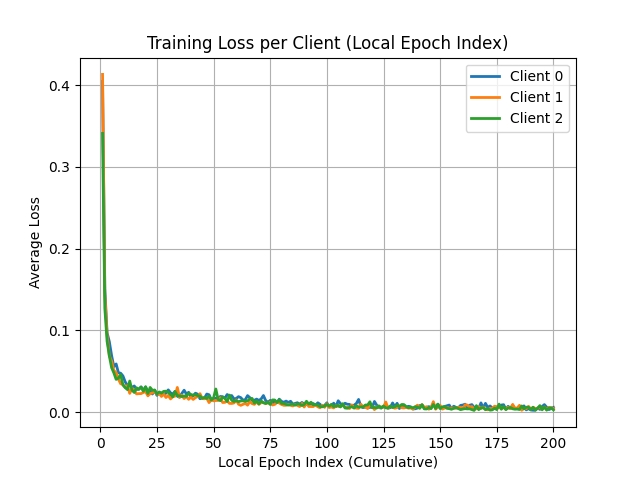 Training Loss per Client (Local Epoch Index)
Client 0
Client 1
Client 2
Average Loss
0.4
0.3
0.2
0.1
0.0
0 25 50 75 100 125 150 175 200
Local Epoch Index (Cumulative)